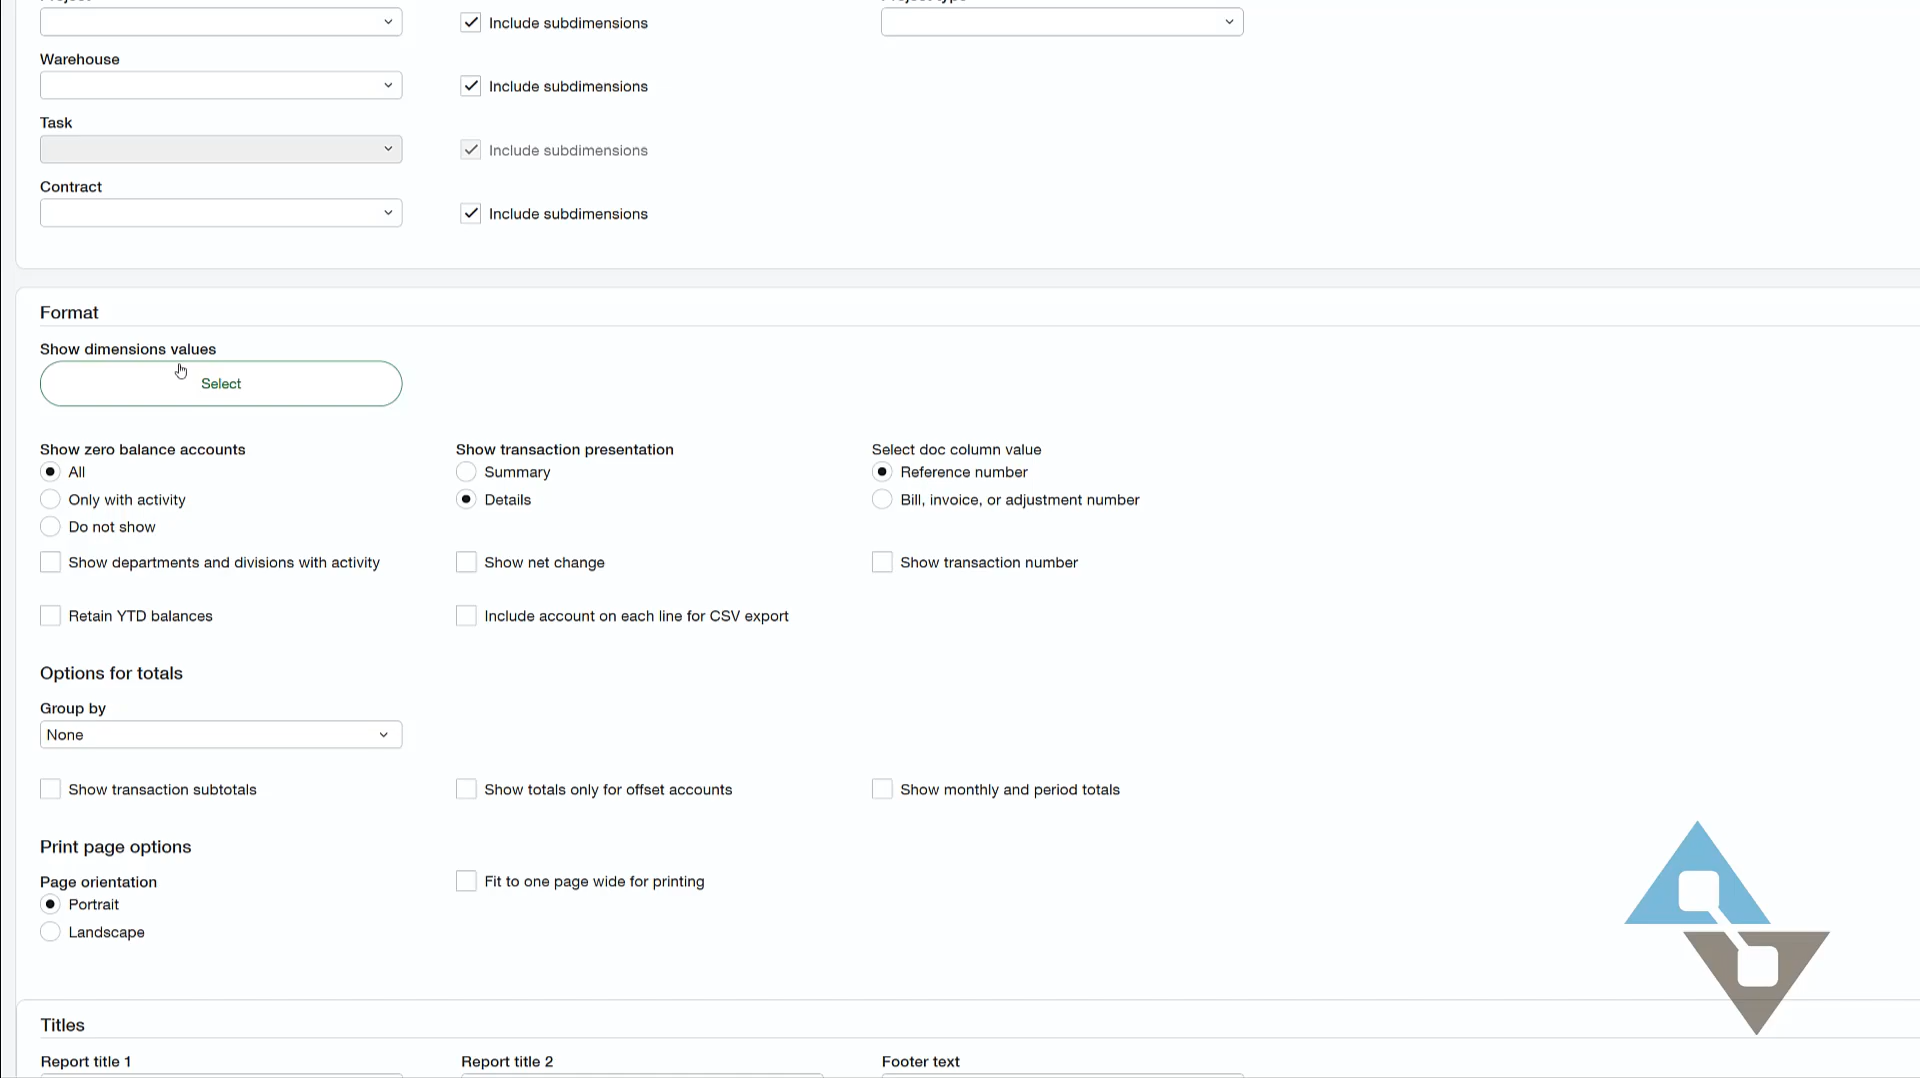 Include subdimensions
Warehouse
Include subdimensions
Task
Include subdimensions
Contract
Include subdimensions
Format
Show dimensions values
Select
Show zero balance accounts
All
Only with activity
Do not show
Show transaction presentation
Summary
Details
Select doc column value
Reference number
Bill, invoice, or adjustment number
Show departments and divisions with activity
Show net change
Show transaction number
Retain YTD balances
Include account on each line for CSV export
Options for totals
Group by
None
Show transaction subtotals
Show totals only for offset accounts
Show monthly and period totals
Print page options
Page orientation
Portrait
Landscape
Fit to one page wide for printing
Titles
Report title 1
Report title 2
Footer text